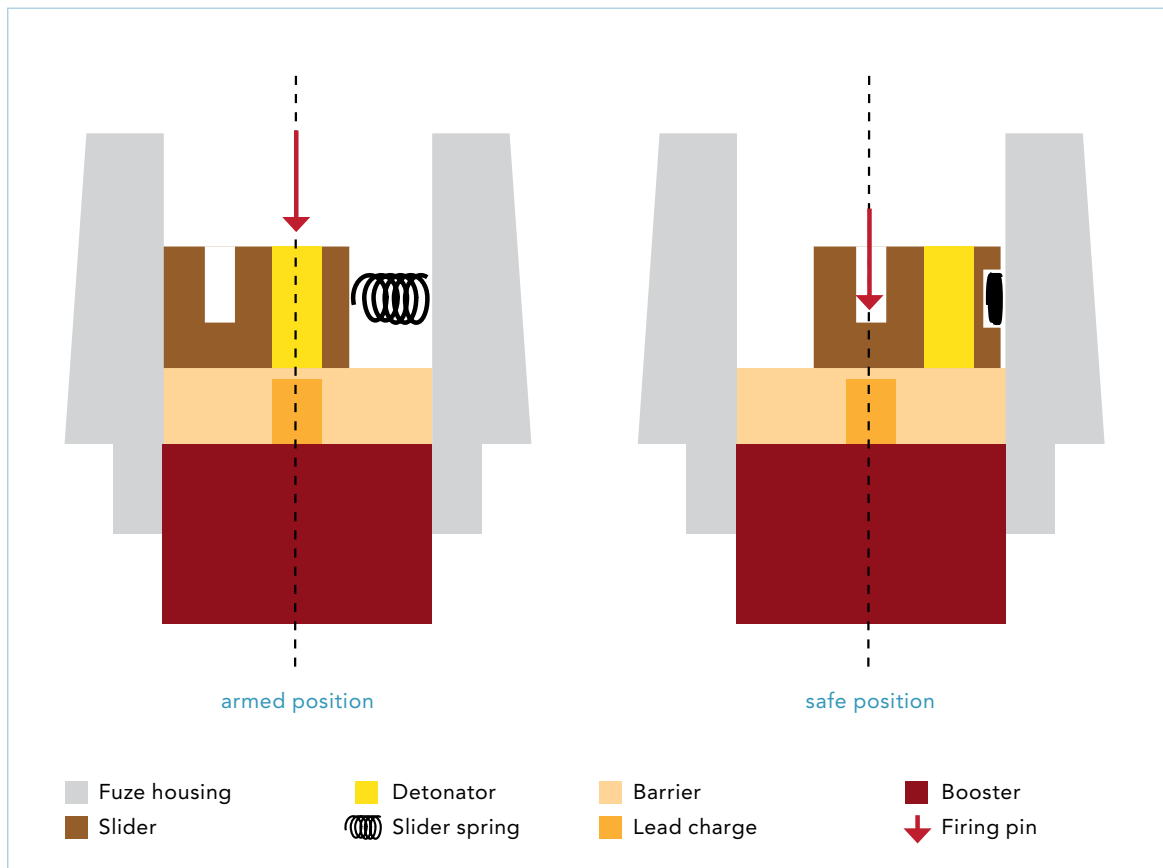 armed position
safe position
Fuze housing
Detonator
Barrier
Booster
Slider
Slider spring
Lead charge
Firing pin